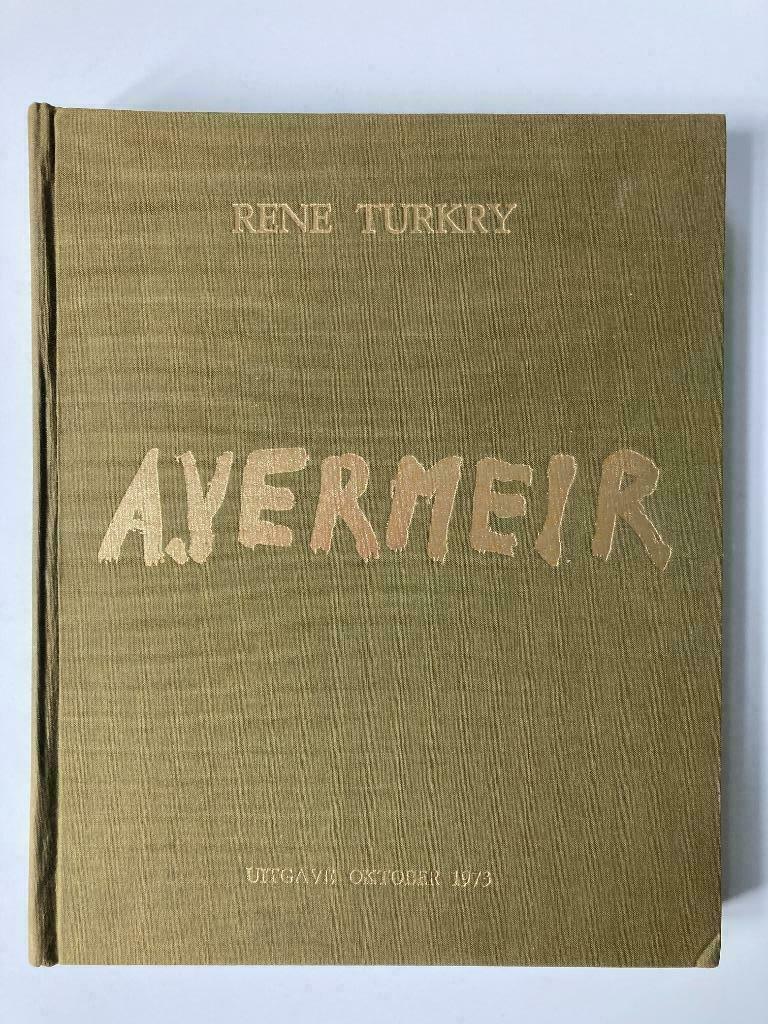 RENE TURKRY
A.VERMEIR
UITGAVE OKTOBER 1973